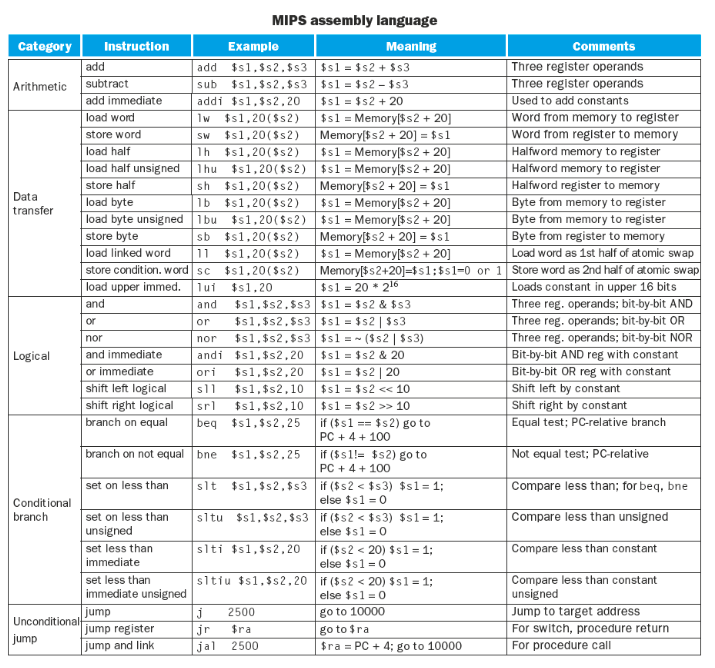 MIPS assembly language
Category Instruction Example Meaning Comments
Arithmetic
add add $s1,$s2,$s3 $s1 = $s2 + $s3 Three register operands
subtract sub $s1,$s2,$s3 $s1 = $s2 – $s3 Three register operands
add immediate addi $s1,$s2,20 $s1 = $s2 + 20 Used to add constants
Data transfer
load word lw $s1,20($s2) $s1 = Memory[$s2 + 20] Word from memory to register
store word sw $s1,20($s2) Memory[$s2 + 20] = $s1 Word from register to memory
load half lh $s1,20($s2) $s1 = Memory[$s2 + 20] Halfword memory to register
load half unsigned lhu $s1,20($s2) $s1 = Memory[$s2 + 20] Halfword memory to register
store half sh $s1,20($s2) Memory[$s2 + 20] = $s1 Halfword register to memory
load byte lb $s1,20($s2) $s1 = Memory[$s2 + 20] Byte from memory to register
load byte unsigned lbu $s1,20($s2) $s1 = Memory[$s2 + 20] Byte from memory to register
store byte sb $s1,20($s2) Memory[$s2 + 20] = $s1 Byte from register to memory
load linked word ll $s1,20($s2) $s1 = Memory[$s2 + 20] Load word as 1st half of atomic swap
store condition. word sc $s1,20($s2) Memory[$s2+20]=$s1;$s1=0 or 1 Store word as 2nd half of atomic swap
load upper immed. lui $s1,20 $s1 = 20 * 2¹⁶ Loads constant in upper 16 bits
Logical
and and $s1,$s2,$s3 $s1 = $s2 & $s3 Three reg. operands; bit-by-bit AND
or or $s1,$s2,$s3 $s1 = $s2 | $s3 Three reg. operands; bit-by-bit OR
nor nor $s1,$s2,$s3 $s1 = ~ ($s2 | $s3) Three reg. operands; bit-by-bit NOR
and immediate andi $s1,$s2,20 $s1 = $s2 & 20 Bit-by-bit AND reg with constant
or immediate ori $s1,$s2,20 $s1 = $s2 | 20 Bit-by-bit OR reg with constant
shift left logical sll $s1,$s2,10 $s1 = $s2 << 10 Shift left by constant
shift right logical srl $s1,$s2,10 $s1 = $s2 >> 10 Shift right by constant
Conditional branch
branch on equal beq $s1,$s2,25 if ($s1 == $s2) go to PC + 4 + 100 Equal test; PC-relative branch
branch on not equal bne $s1,$s2,25 if ($s1!= $s2) go to PC + 4 + 100 Not equal test; PC-relative
set on less than slt $s1,$s2,$s3 if ($s2 < $s3) $s1 = 1; else $s1 = 0 Compare less than; for beq, bne
set on less than unsigned sltu $s1,$s2,$s3 if ($s2 < $s3) $s1 = 1; else $s1 = 0 Compare less than unsigned
set less than immediate slti $s1,$s2,20 if ($s2 < 20) $s1 = 1; else $s1 = 0 Compare less than constant
set less than immediate unsigned sltiu $s1,$s2,20 if ($s2 < 20) $s1 = 1; else $s1 = 0 Compare less than constant unsigned
Unconditional jump
jump j 2500 go to 10000 Jump to target address
jump register jr $ra go to $ra For switch, procedure return
jump and link jal 2500 $ra = PC + 4; go to 10000 For procedure call